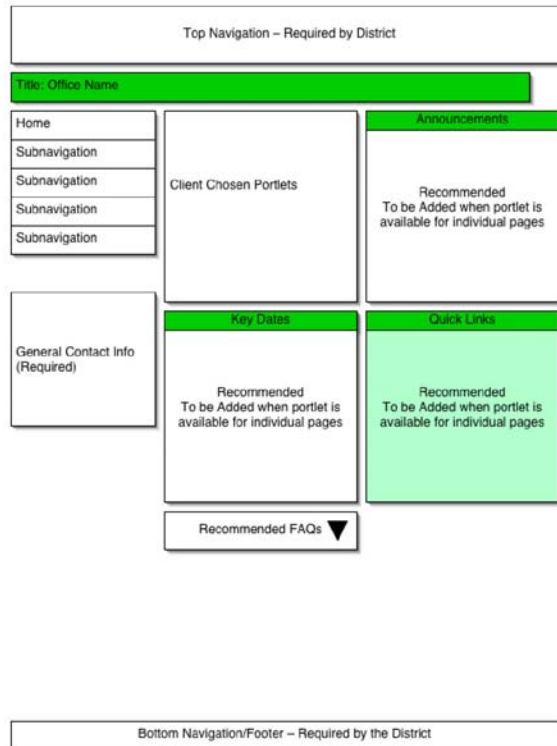 Top Navigation – Required by District
Title: Office Name
Home
Subnavigation
Subnavigation
Subnavigation
Subnavigation
General Contact Info
(Required)
Client Chosen Portlets
Announcements
Recommended
To be Added when portlet is
available for individual pages
Key Dates
Recommended
To be Added when portlet is
available for individual pages
Quick Links
Recommended
To be Added when portlet is
available for individual pages
Recommended FAQs
Bottom Navigation/Footer – Required by the District